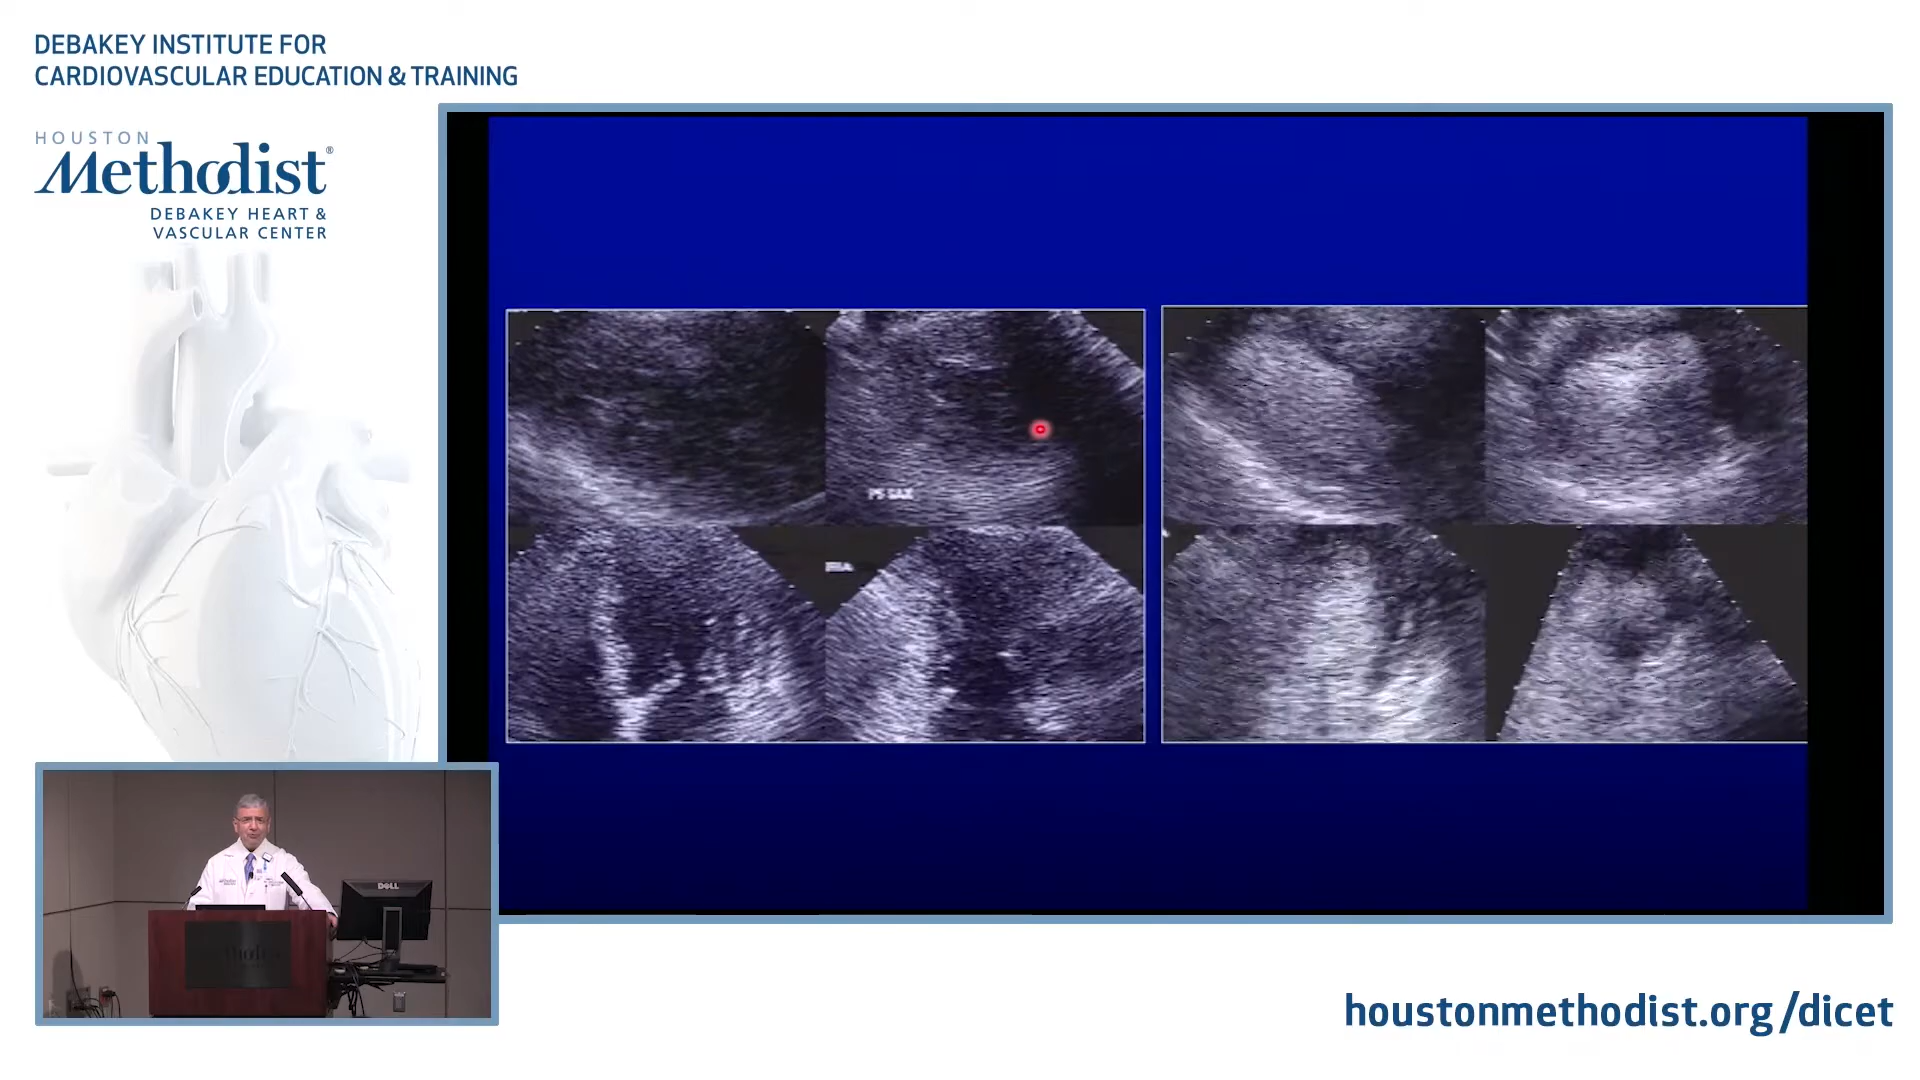 DEBAKEY INSTITUTE FOR
CARDIOVASCULAR EDUCATION & TRAINING
HOUSTON
Methodist®
DEBAKEY HEART &
VASCULAR CENTER
PS SAX
DELL
houstonmethodist.org/dicet